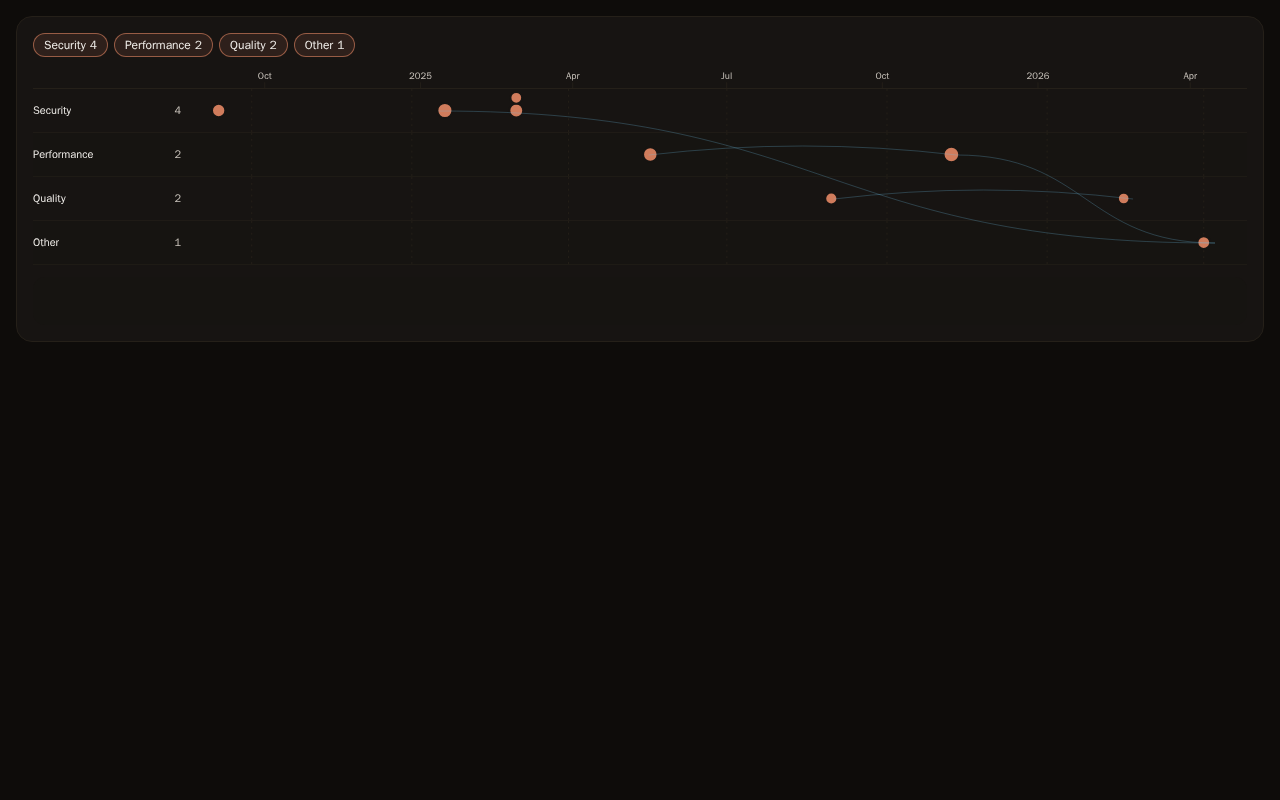 Security 4 Performance 2 Quality 2 Other 1
Oct 2025 Apr Jul Oct 2026 Apr
Security 4
Performance 2
Quality 2
Other 1